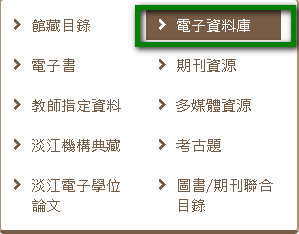 館藏目錄
電子資料庫
電子書
期刊資源
教師指定資料
多媒體資源
淡江機構典藏
考古題
淡江電子學位
論文
圖書/期刊聯合
目錄